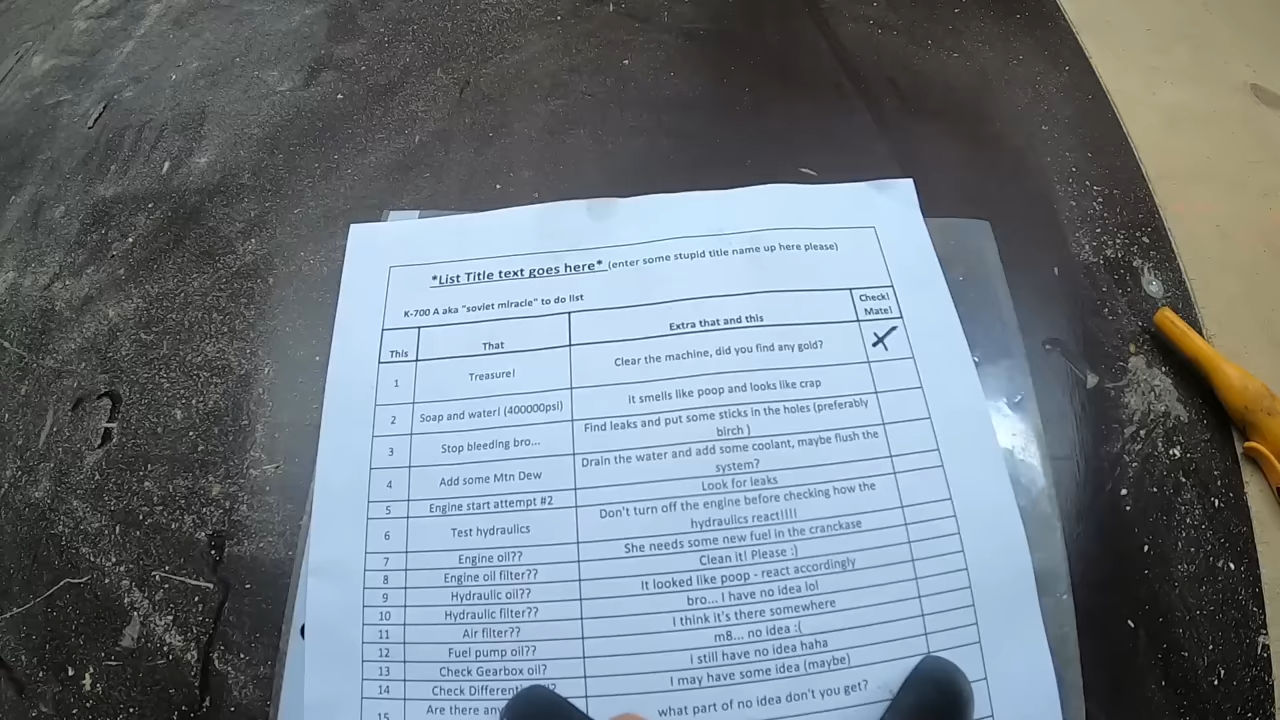 *List Title text goes here* (enter some stupid title name up here please)
K-700 A aka "soviet miracle" to do list
This That Extra that and this Check!
Mate!
1 Treasure! Clear the machine, did you find any gold? X
2 Soap and water! (400000psi) it smells like poop and looks like crap
3 Stop bleeding bro... Find leaks and put some sticks in the holes (preferably
birch )
4 Add some Mtn Dew Drain the water and add some coolant, maybe flush the
system?
5 Engine start attempt #2 Look for leaks
6 Test hydraulics Don't turn off the engine before checking how the
hydraulics react!!!!
7 Engine oil?? She needs some new fuel in the cranckase
8 Engine oil filter?? Clean it! Please :)
9 Hydraulic oil?? It looked like poop - react accordingly
10 Hydraulic filter?? bro... I have no idea lol
11 Air filter?? I think it's there somewhere
12 Fuel pump oil?? m8... no idea :(
13 Check Gearbox oil? I still have no idea haha
14 Check I may have some idea (maybe)
15 Are there any what part of no idea don't you get?